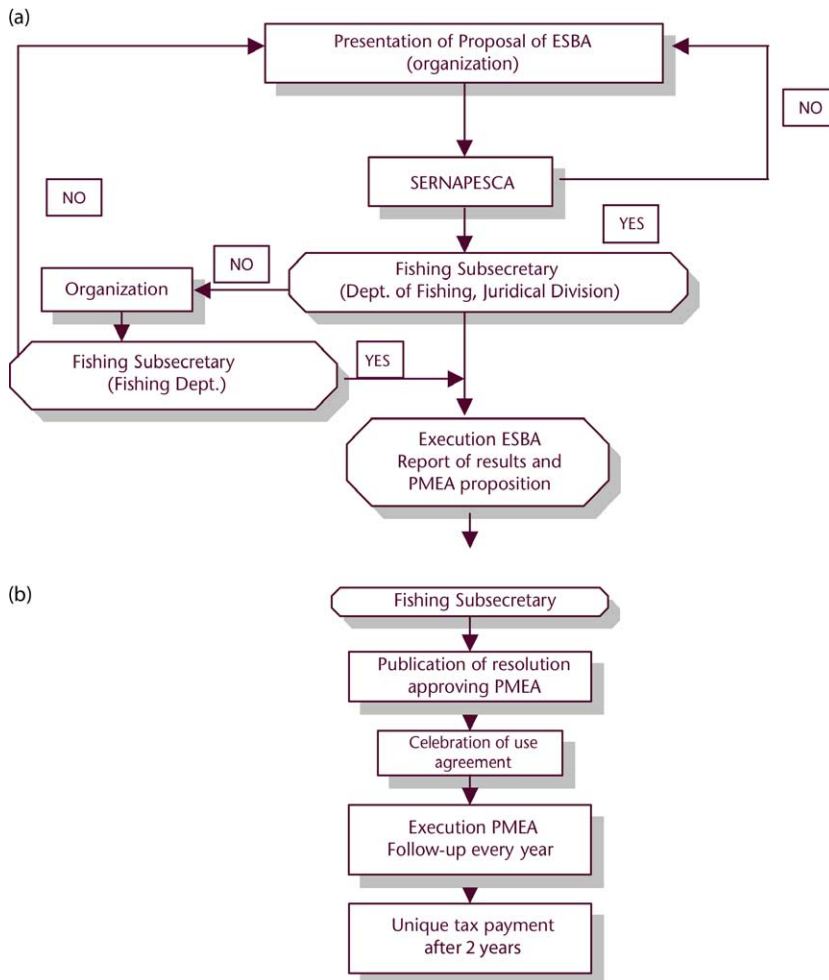 (a)
Presentation of Proposal of ESBA
(organization)
NO
SERNAPESCA
NO
YES
Fishing Subsecretary
(Dept. of Fishing, Juridical Division)
NO
Organization
Fishing Subsecretary
(Fishing Dept.)
YES
Execution ESBA
Report of results and
PMEA proposition
(b)
Fishing Subsecretary
Publication of resolution
approving PMEA
Celebration of use
agreement
Execution PMEA
Follow-up every year
Unique tax payment
after 2 years